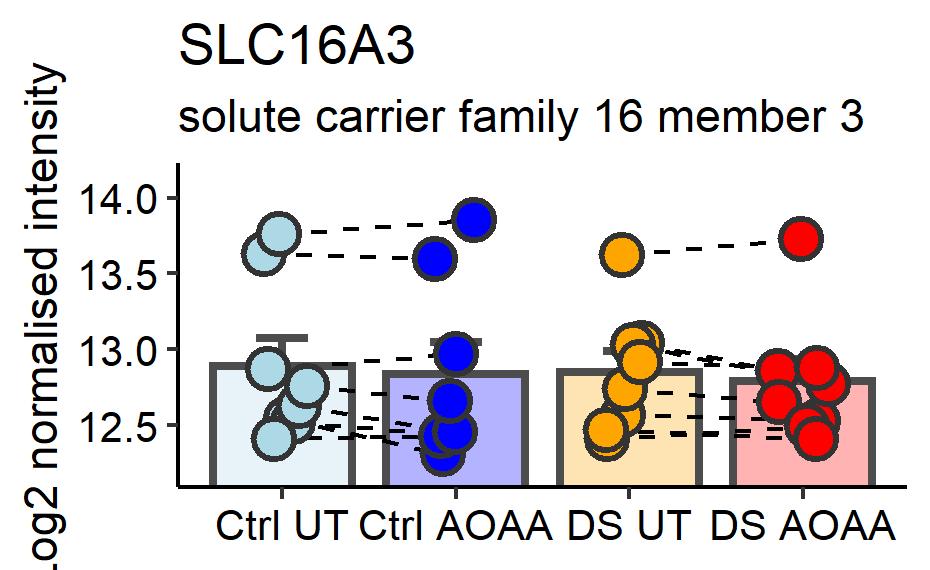 SLC16A3
solute carrier family 16 member 3
Log2 normalised intensity
14.0
13.5
13.0
12.5
Ctrl UT
Ctrl AOAA
DS UT
DS AOAA